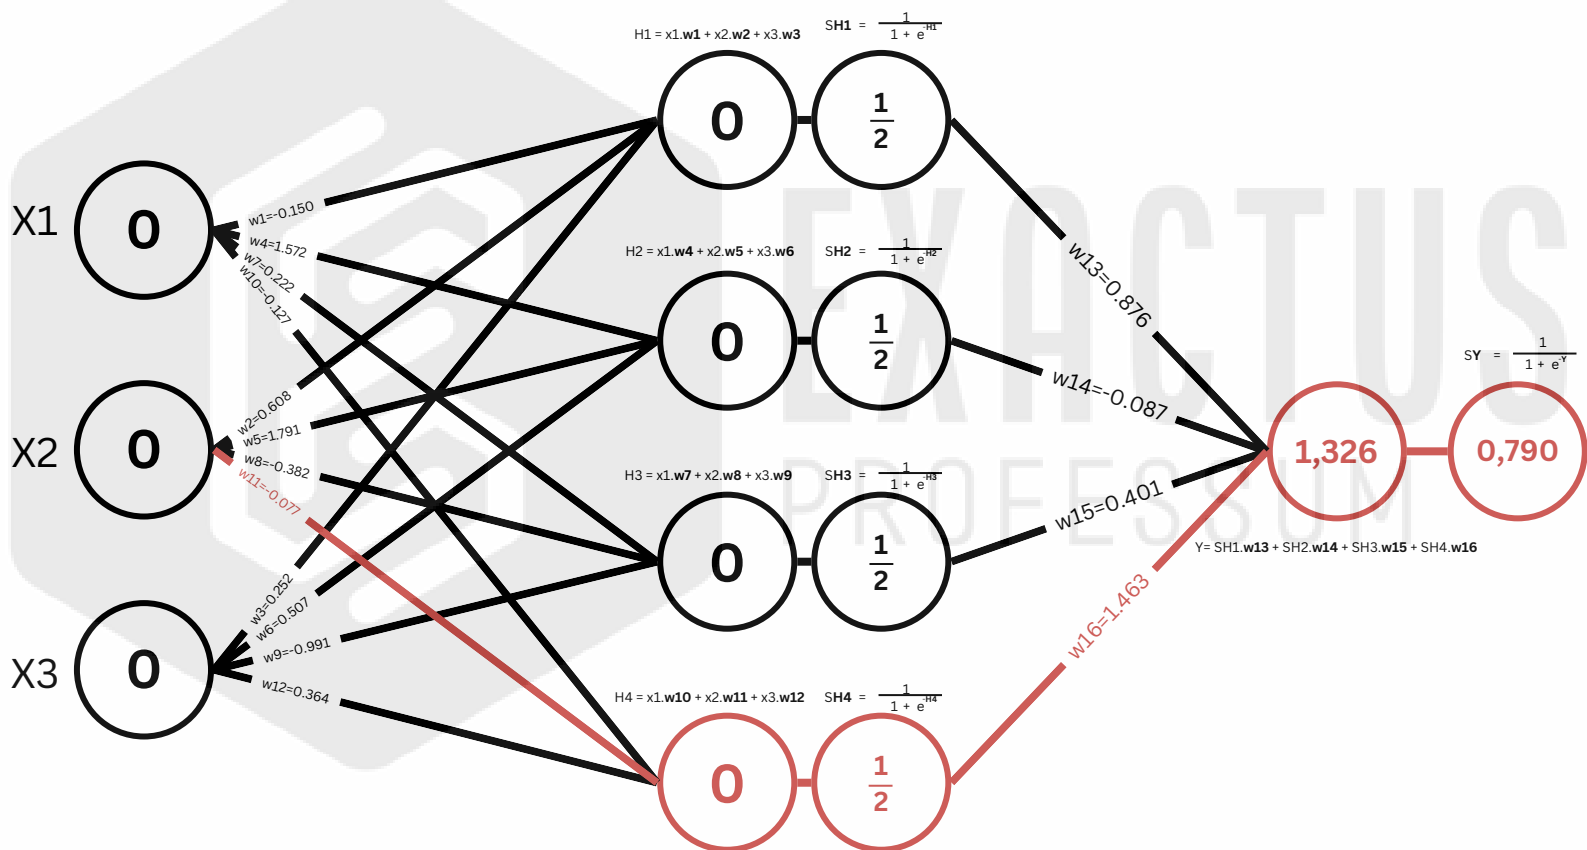 H1 = x1.w1 + x2.w2 + x3.w3
SH1 = 1 / 1 + e^-H1
0
1
2
X1
0
w1=-0.150
w4=1.572
w7=0.222
w10=-0.127
H2 = x1.w4 + x2.w5 + x3.w6
SH2 = 1 / 1 + e^-H2
0
1
2
w13=0.876
EXACTUS
PROFESSUM
X2
0
w2=0.608
w5=1.791
w8=-0.382
w11=-0.077
w14=-0.087
SY = 1 / 1 + e^-Y
1,326
0,790
H3 = x1.w7 + x2.w8 + x3.w9
SH3 = 1 / 1 + e^-H3
0
1
2
w15=0.401
Y= SH1.w13 + SH2.w14 + SH3.w15 + SH4.w16
X3
0
w3=0.252
w6=0.507
w9=-0.991
w12=0.364
w16=1.463
H4 = x1.w10 + x2.w11 + x3.w12
SH4 = 1 / 1 + e^-H4
0
1
2